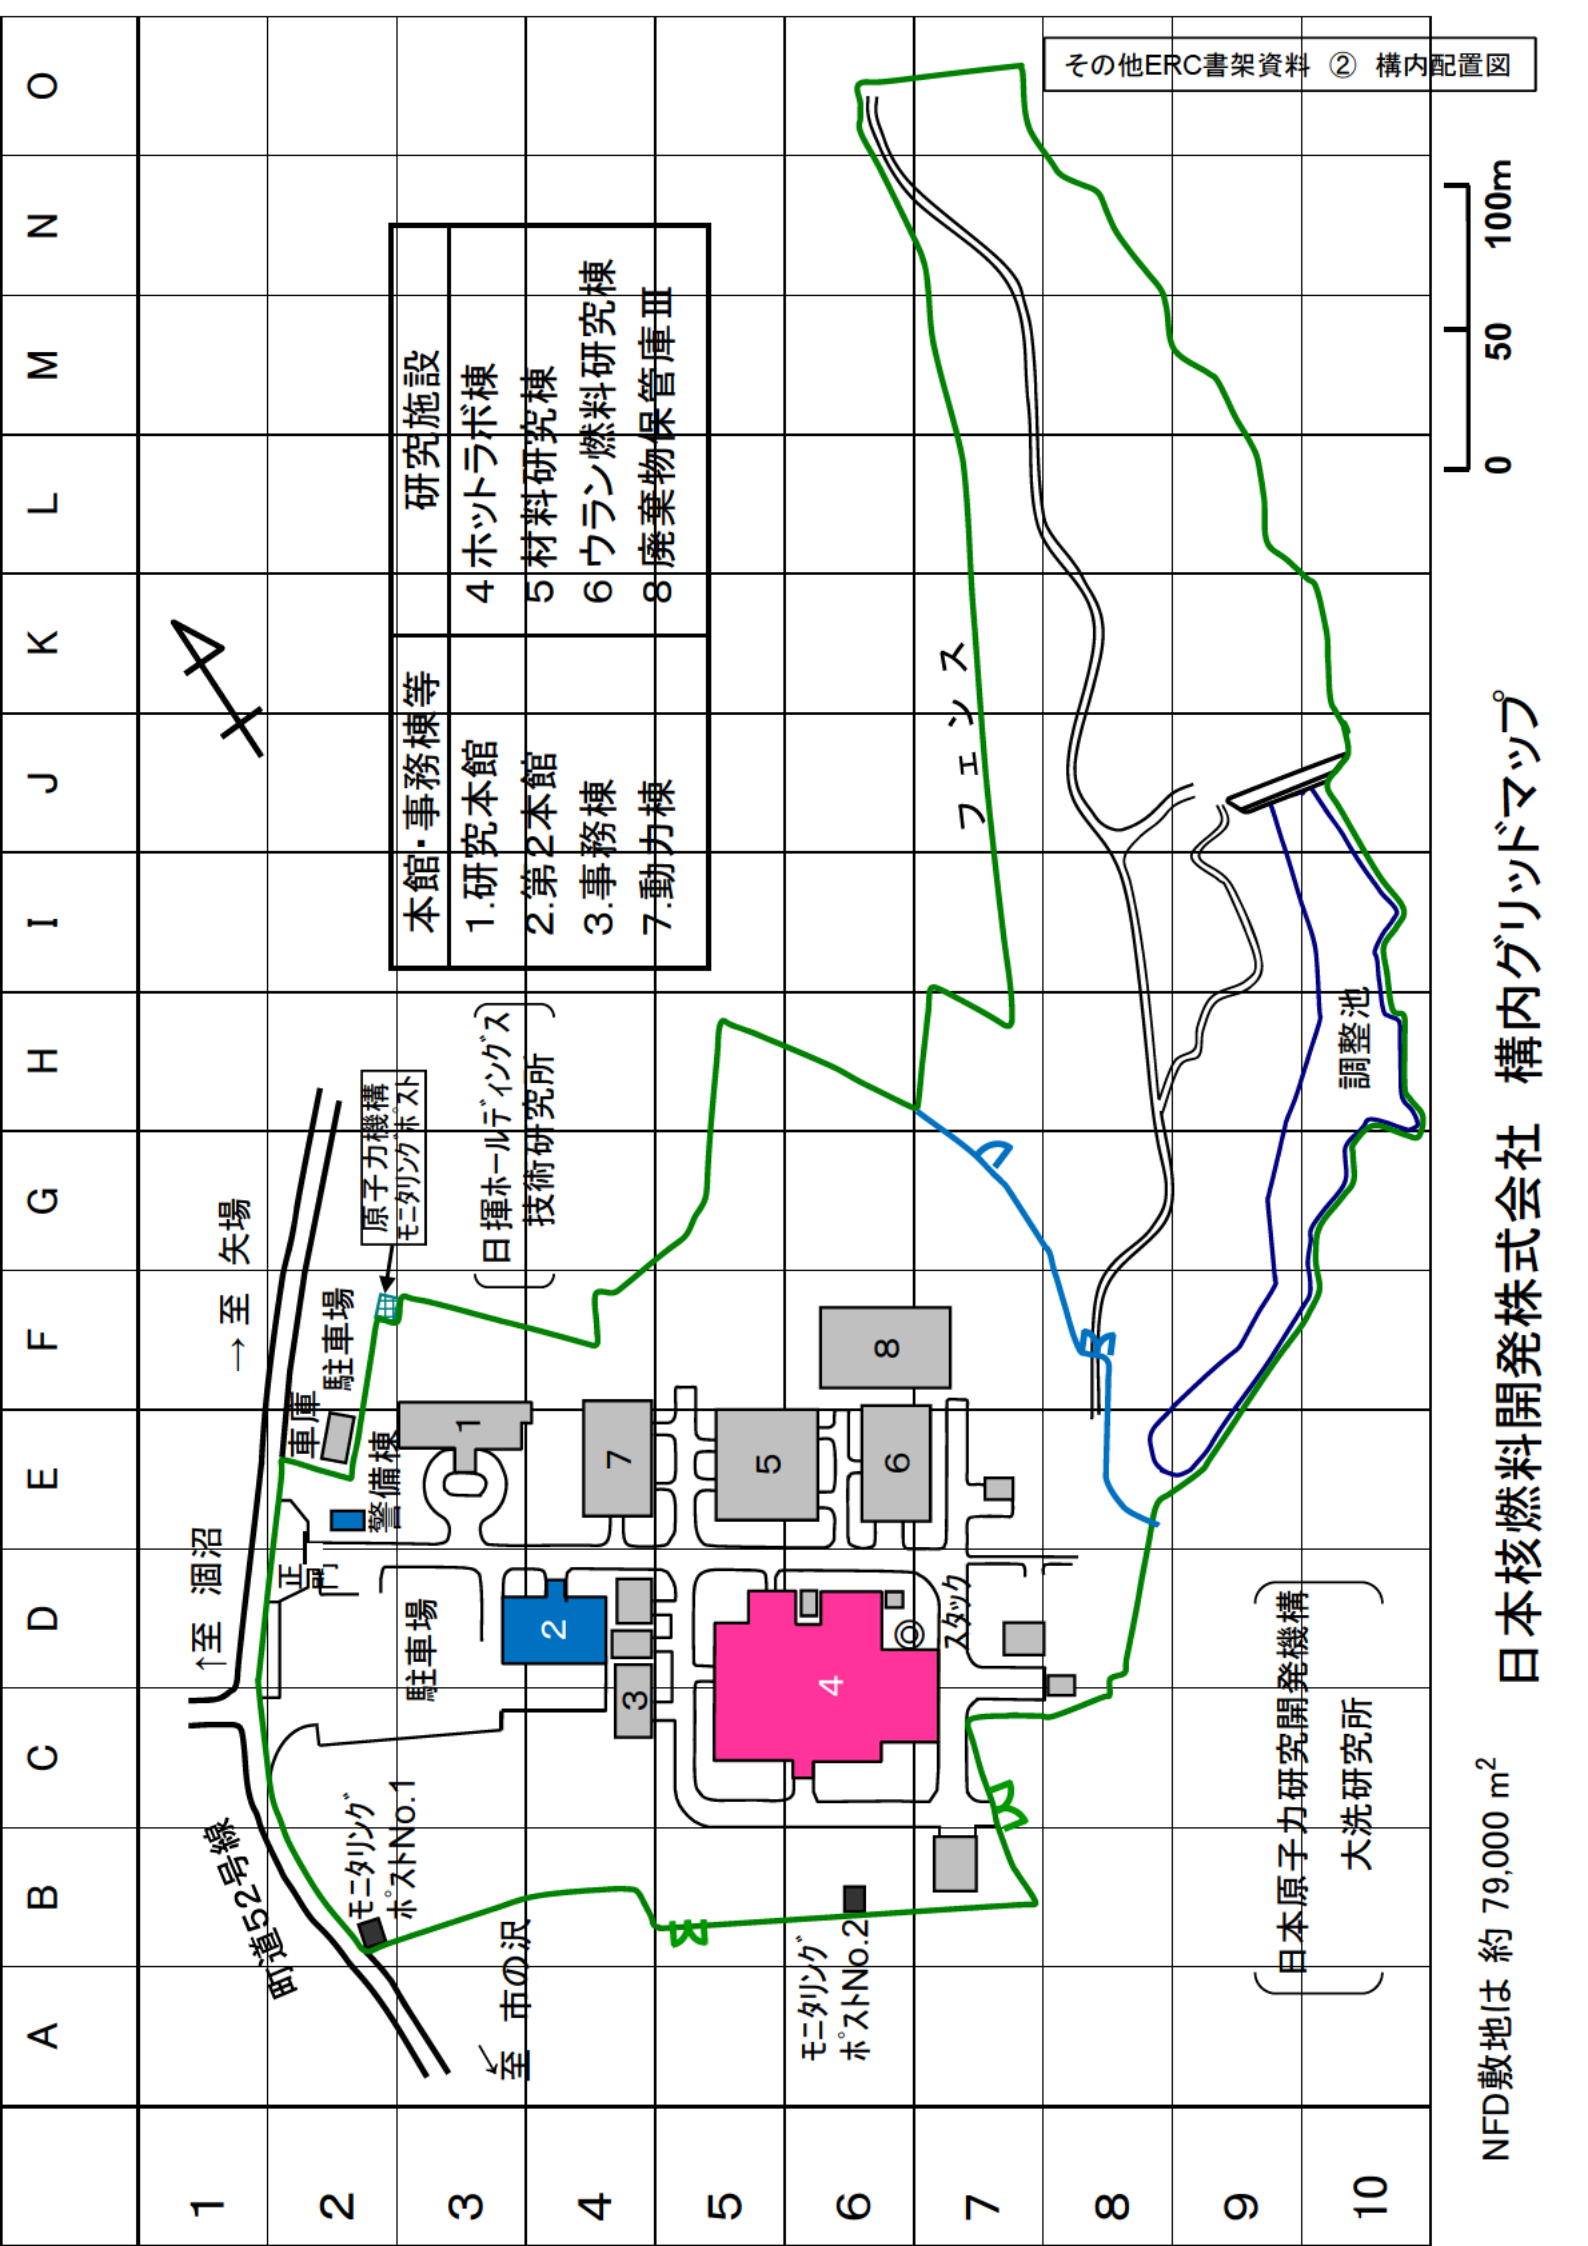 その他ERC書架資料 ② 構内配置図
A B C D E F G H I J K L M N O
1
2
3
4
5
6
7
8
9
10
町道52号線
↑至 涸沼
→至 矢場
↙至 市の沢
正門
車庫
駐車場
警備棟
駐車場
原子力機構
ﾓﾆﾀﾘﾝｸﾞﾎﾟｽﾄ
日揮ホールディングス
技術研究所
モニタリング
ポストNo.1
モニタリング
ポストNo.2
1
2
3
4
5
6
7
8
スタック
フェンス
調整池
日本原子力研究開発機構
大洗研究所
本館・事務棟等
1.研究本館
2.第2本館
3.事務棟
7.動力棟
研究施設
4 ホットラボ棟
5 材料研究棟
6 ウラン燃料研究棟
8 廃棄物保管庫Ⅲ
0 50 100m
NFD敷地は 約 79,000 m²
日本核燃料開発株式会社 構内グリッドマップ